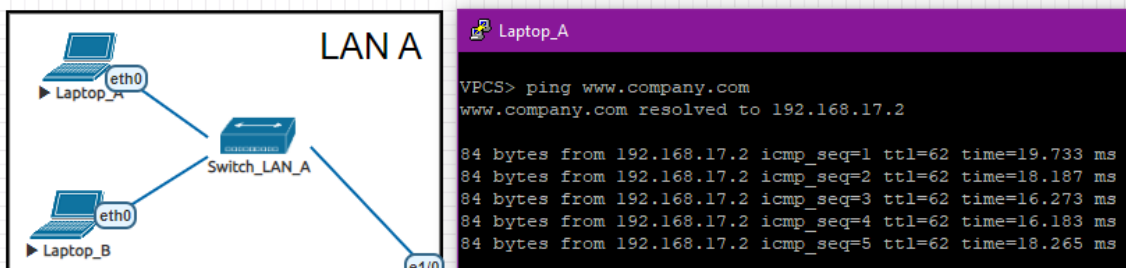 LAN A
eth0
Laptop_A
Switch_LAN_A
eth0
Laptop_B
e1/0
Laptop_A
VPCS> ping www.company.com
www.company.com resolved to 192.168.17.2
84 bytes from 192.168.17.2 icmp_seq=1 ttl=62 time=19.733 ms
84 bytes from 192.168.17.2 icmp_seq=2 ttl=62 time=18.187 ms
84 bytes from 192.168.17.2 icmp_seq=3 ttl=62 time=16.273 ms
84 bytes from 192.168.17.2 icmp_seq=4 ttl=62 time=16.183 ms
84 bytes from 192.168.17.2 icmp_seq=5 ttl=62 time=18.265 ms